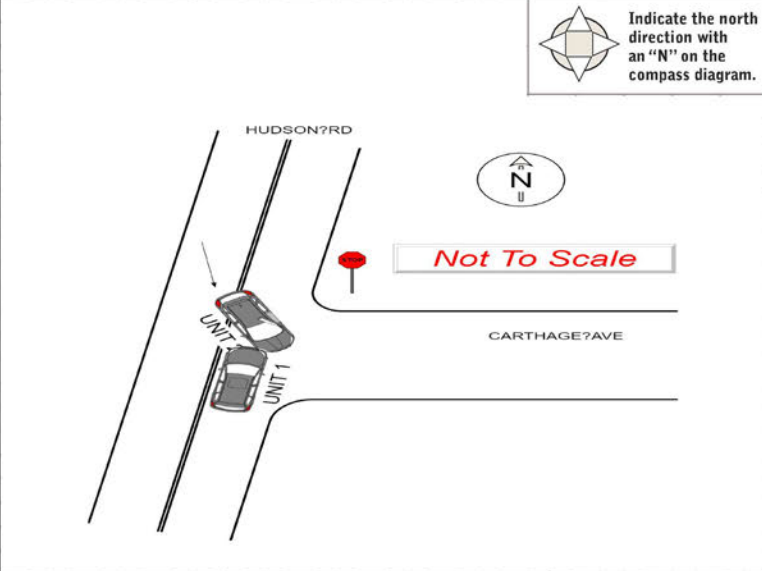 Indicate the north
direction with
an “N” on the
compass diagram.
HUDSON?RD
N
STOP
Not To Scale
CARTHAGE?AVE
UNIT
UNIT 1